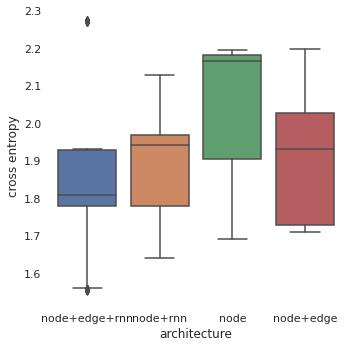 2.3
2.2
2.1
2.0
1.9
1.8
1.7
1.6
cross entropy
node+edge+rnn
node+rnn
node
node+edge
architecture